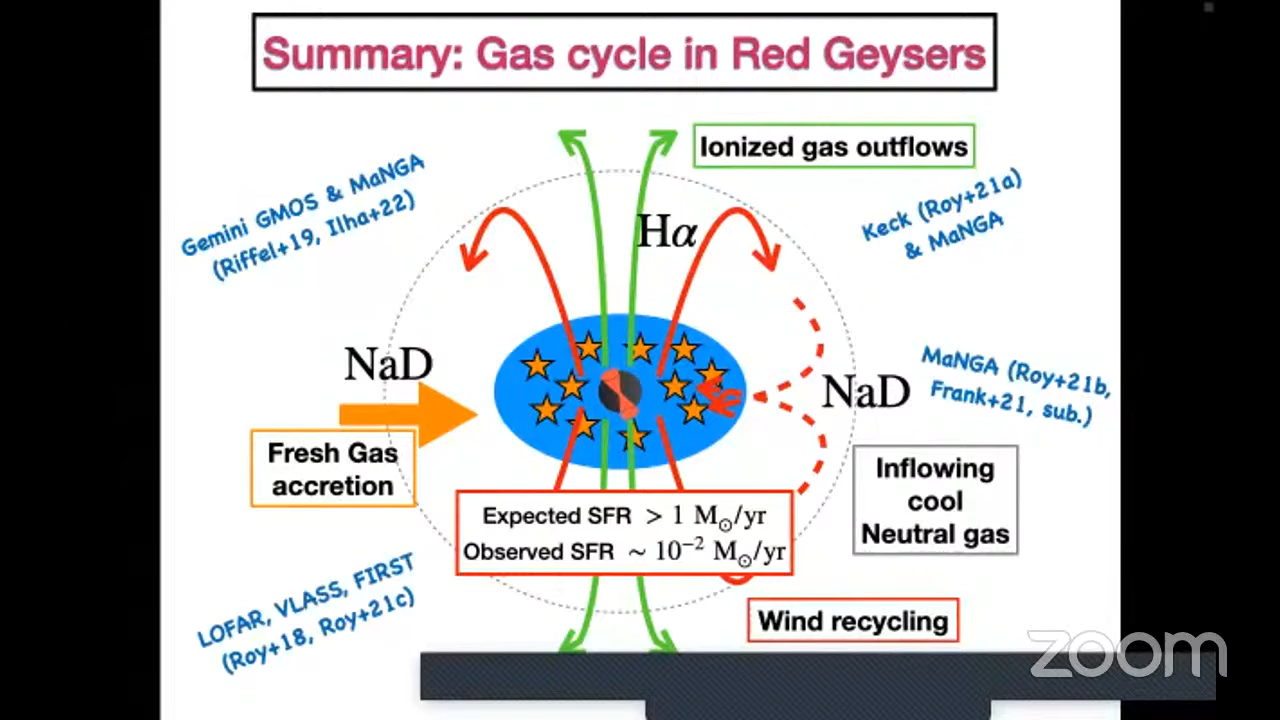 Summary: Gas cycle in Red Geysers
Ionized gas outflows
Gemini GMOS & MaNGA
(Riffel+19, Ilha+22)
Keck (Roy+21a)
& MaNGA
Hα
NaD
NaD
MaNGA (Roy+21b,
Frank+21, sub.)
Fresh Gas
accretion
Inflowing
cool
Neutral gas
Expected SFR > 1 M⊙/yr
Observed SFR ~ 10⁻² M⊙/yr
LOFAR, VLASS, FIRST
(Roy+18, Roy+21c)
Wind recycling
zoom